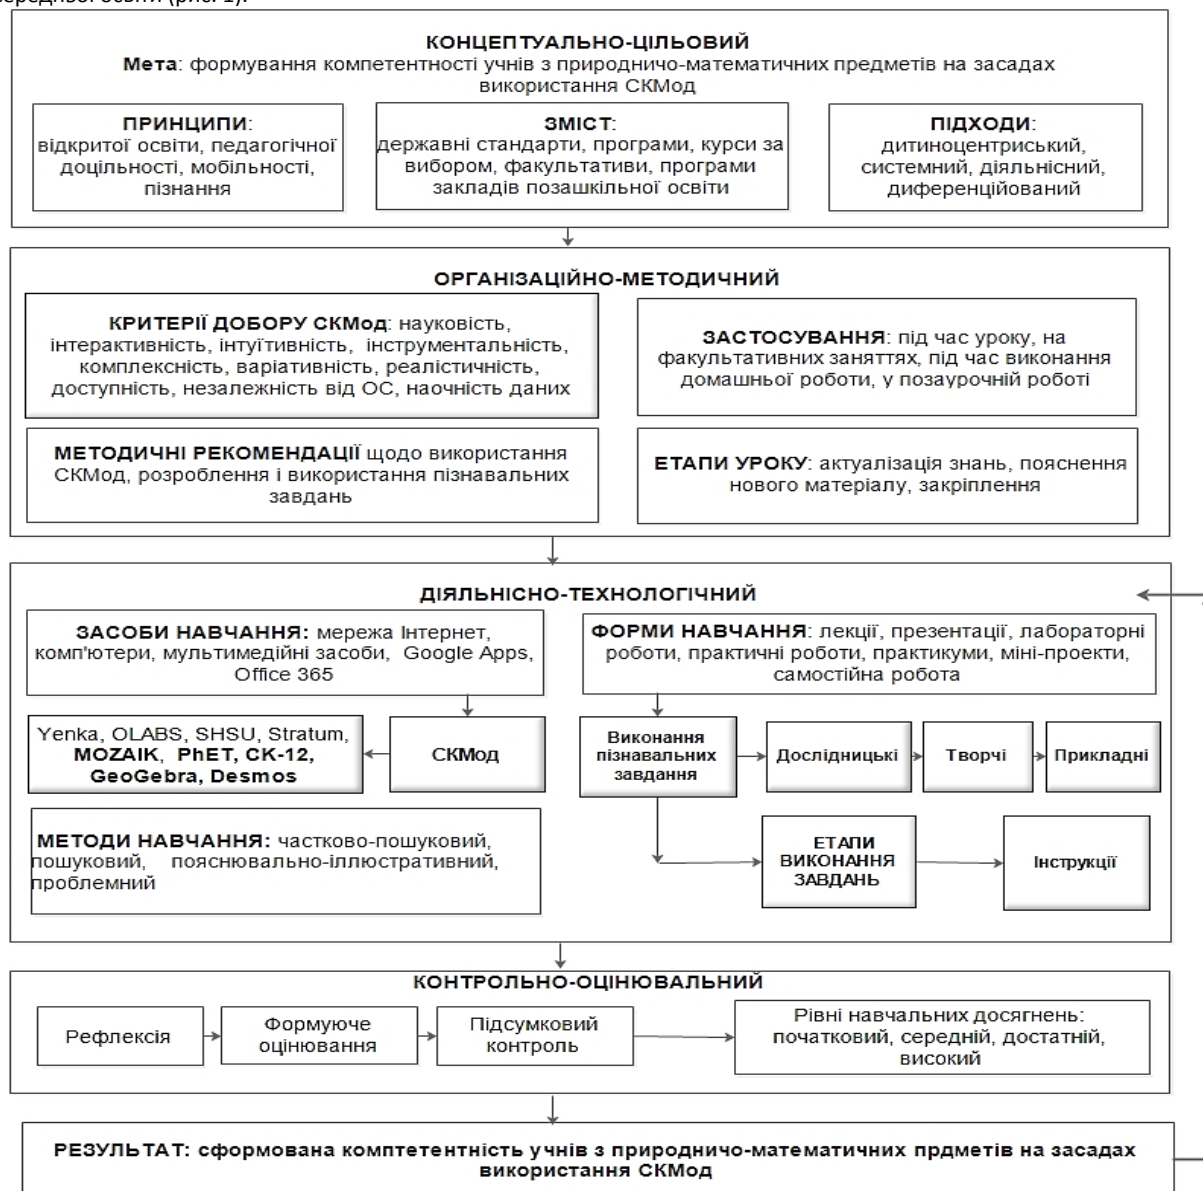 середньої освіти (рис. 1).
КОНЦЕПТУАЛЬНО-ЦІЛЬОВИЙ
Мета: формування компетентності учнів з природничо-математичних предметів на засадах
використання СКМод
ПРИНЦИПИ:
відкритої освіти, педагогічної
доцільності, мобільності,
пізнання
ЗМІСТ:
державні стандарти, програми, курси за
вибором, факультативи, програми
закладів позашкільної освіти
ПІДХОДИ:
дитиноцентриський,
системний, діяльнісний,
диференційований
ОРГАНІЗАЦІЙНО-МЕТОДИЧНИЙ
КРИТЕРІЇ ДОБОРУ СКМод: науковість,
інтерактивність, інтуїтивність, інструментальність,
комплексність, варіативність, реалістичність,
доступність, незалежність від ОС, наочність даних
ЗАСТОСУВАННЯ: під час уроку, на
факультативних заняттях, під час виконання
домашньої роботи, у позаурочній роботі
МЕТОДИЧНІ РЕКОМЕНДАЦІЇ щодо використання
СКМод, розроблення і використання пізнавальних
завдань
ЕТАПИ УРОКУ: актуалізація знань, пояснення
нового матеріалу, закріплення
ДІЯЛЬНІСНО-ТЕХНОЛОГІЧНИЙ
ЗАСОБИ НАВЧАННЯ: мережа Інтернет,
комп'ютери, мультимедійні засоби, Google Apps,
Office 365
ФОРМИ НАВЧАННЯ: лекції, презентації, лабораторні
роботи, практичні роботи, практикуми, міні-проекти,
самостійна робота
Yenka, OLABS, SHSU, Stratum,
MOZAIK, PhET, CK-12,
GeoGebra, Desmos
СКМод
Виконання
пізнавальних
завдання
Дослідницькі
Творчі
Прикладні
МЕТОДИ НАВЧАННЯ: частково-пошуковий,
пошуковий, пояснювально-іллюстративний,
проблемний
ЕТАПИ
ВИКОНАННЯ
ЗАВДАНЬ
Інструкції
КОНТРОЛЬНО-ОЦІНЮВАЛЬНИЙ
Рефлексія
Формуюче
оцінювання
Підсумковий
контроль
Рівні навчальних досягнень:
початковий, середній, достатній,
високий
РЕЗУЛЬТАТ: сформована комптетентність учнів з природничо-математичних прдметів на засадах
використання СКМод